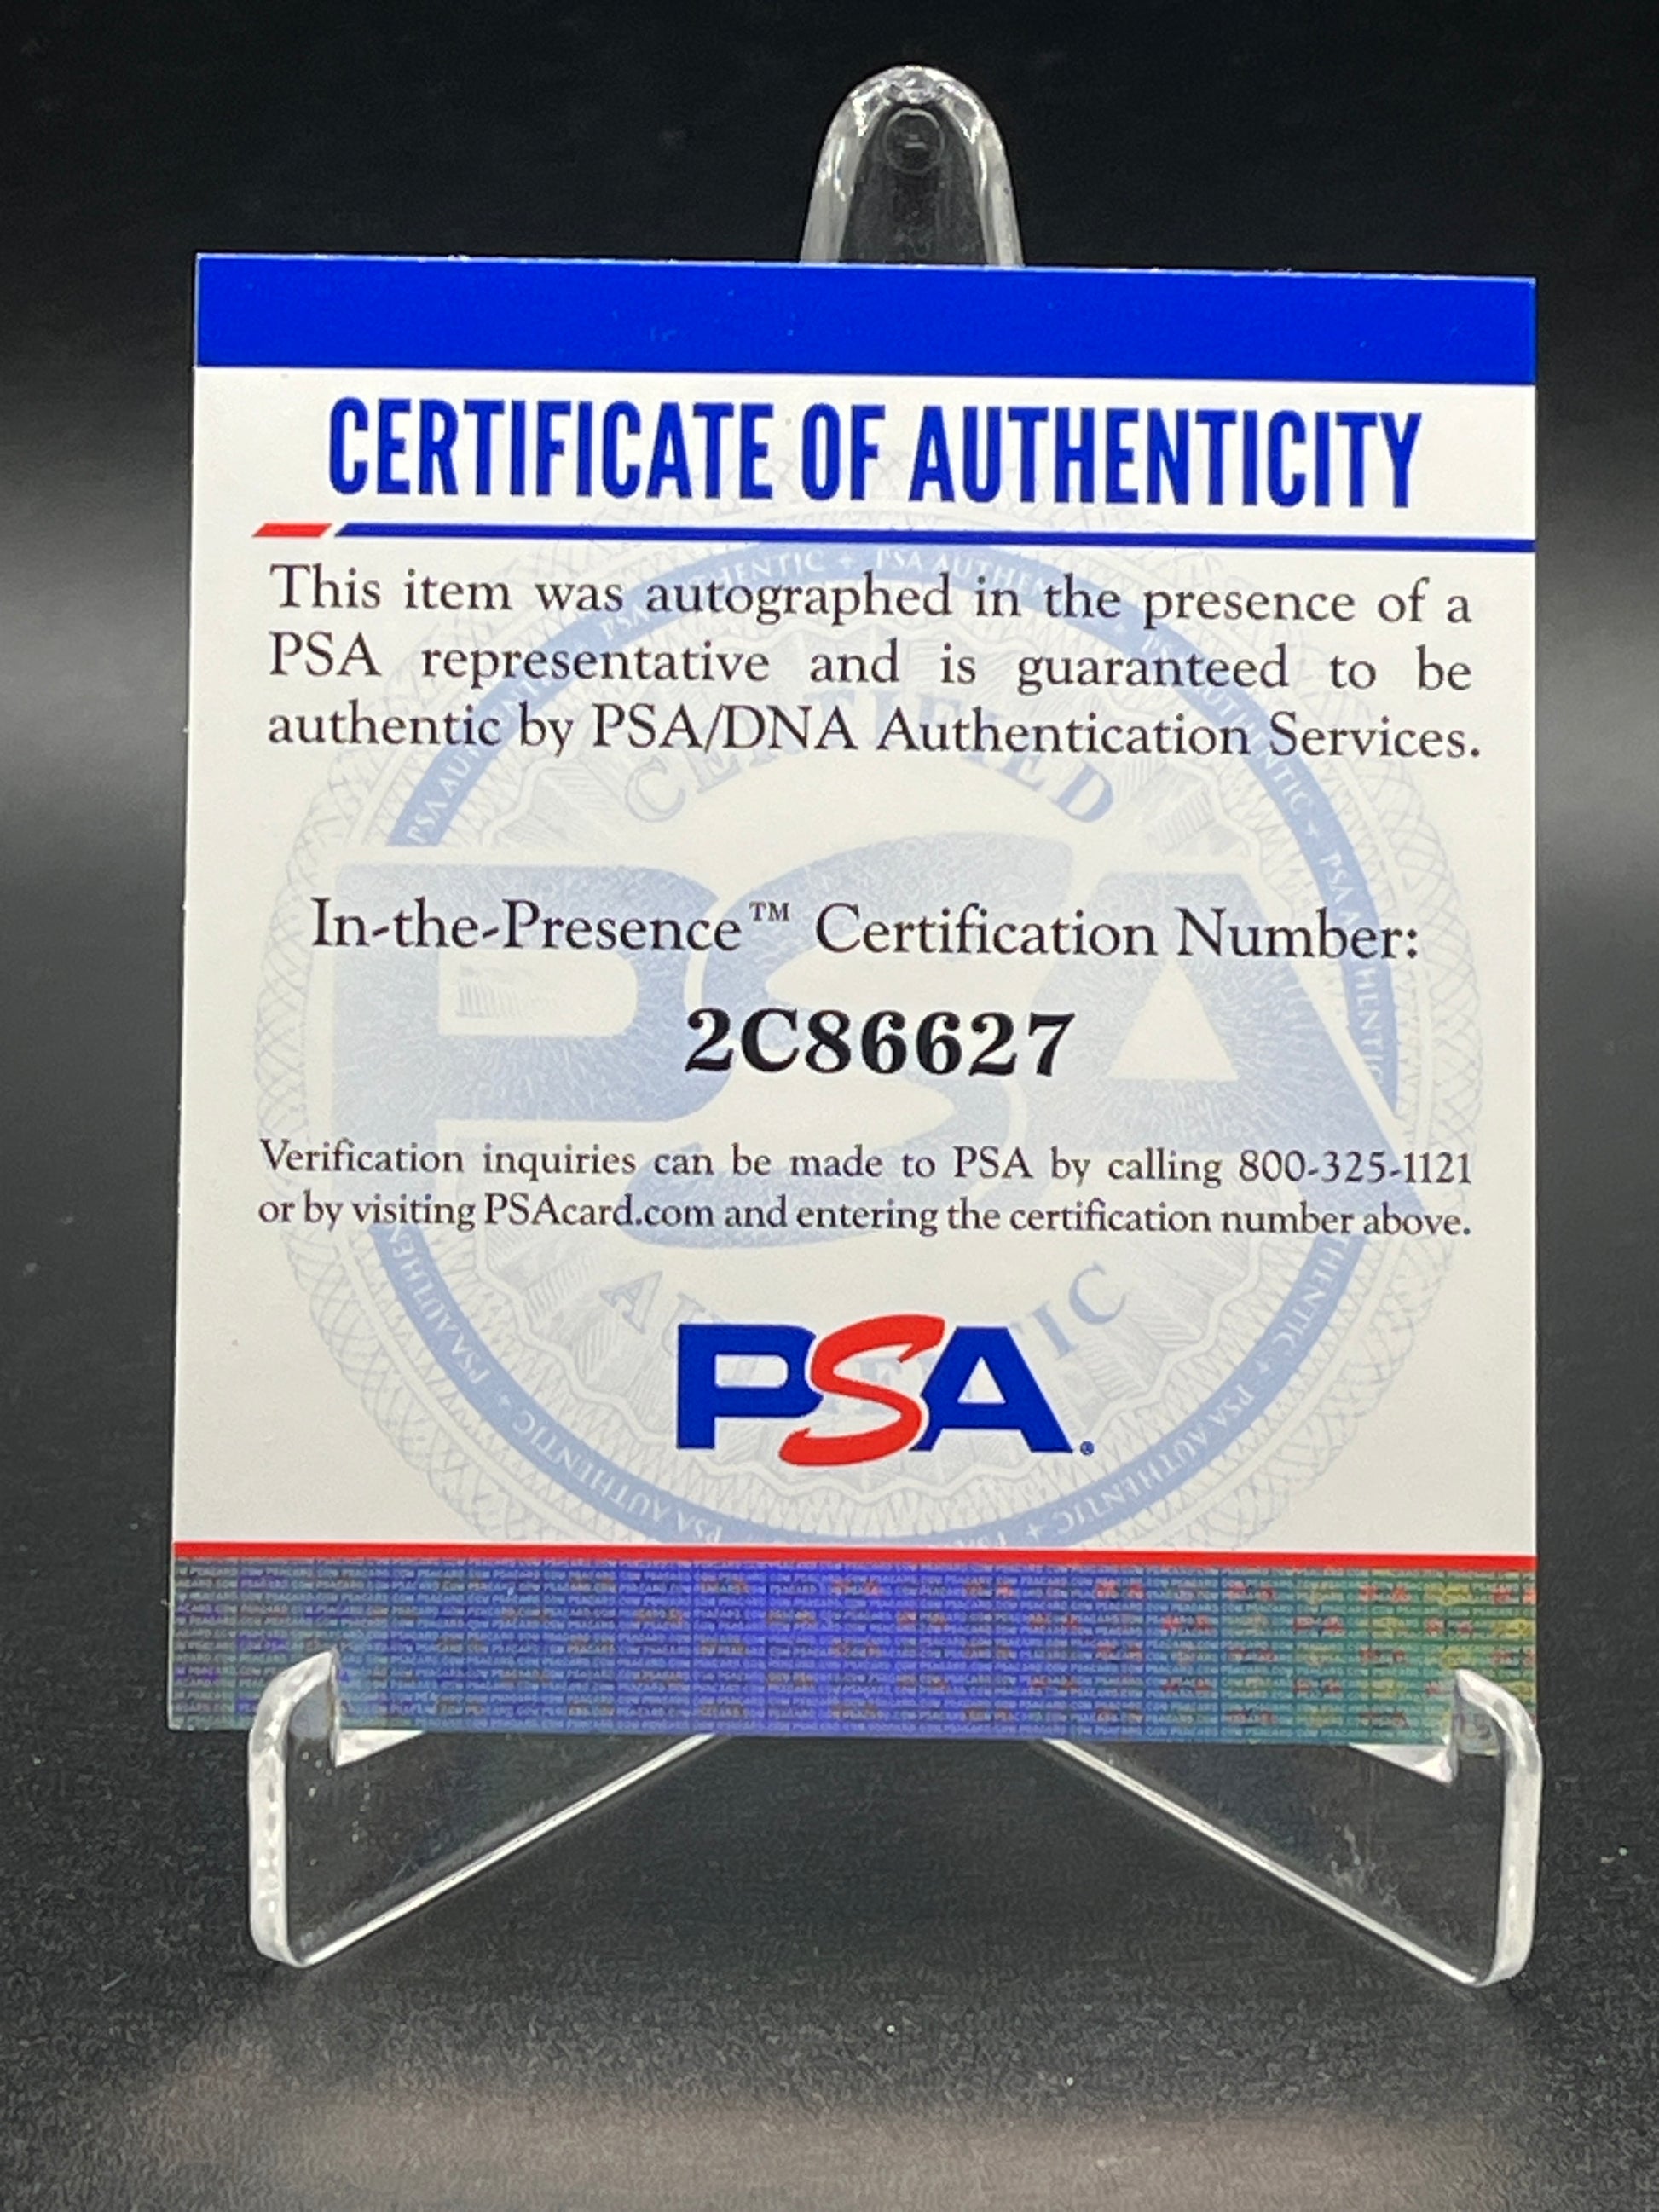 CERTIFICATE OF AUTHENTICITY
This item was autographed in the presence of a
PSA representative and is guaranteed to be
authentic by PSA/DNA Authentication Services.
CERTIFIED
In-the-Presence™ Certification Number:
2C86627
Verification inquiries can be made to PSA by calling 800-325-1121
or by visiting PSAcard.com and entering the certification number above.
PSA®